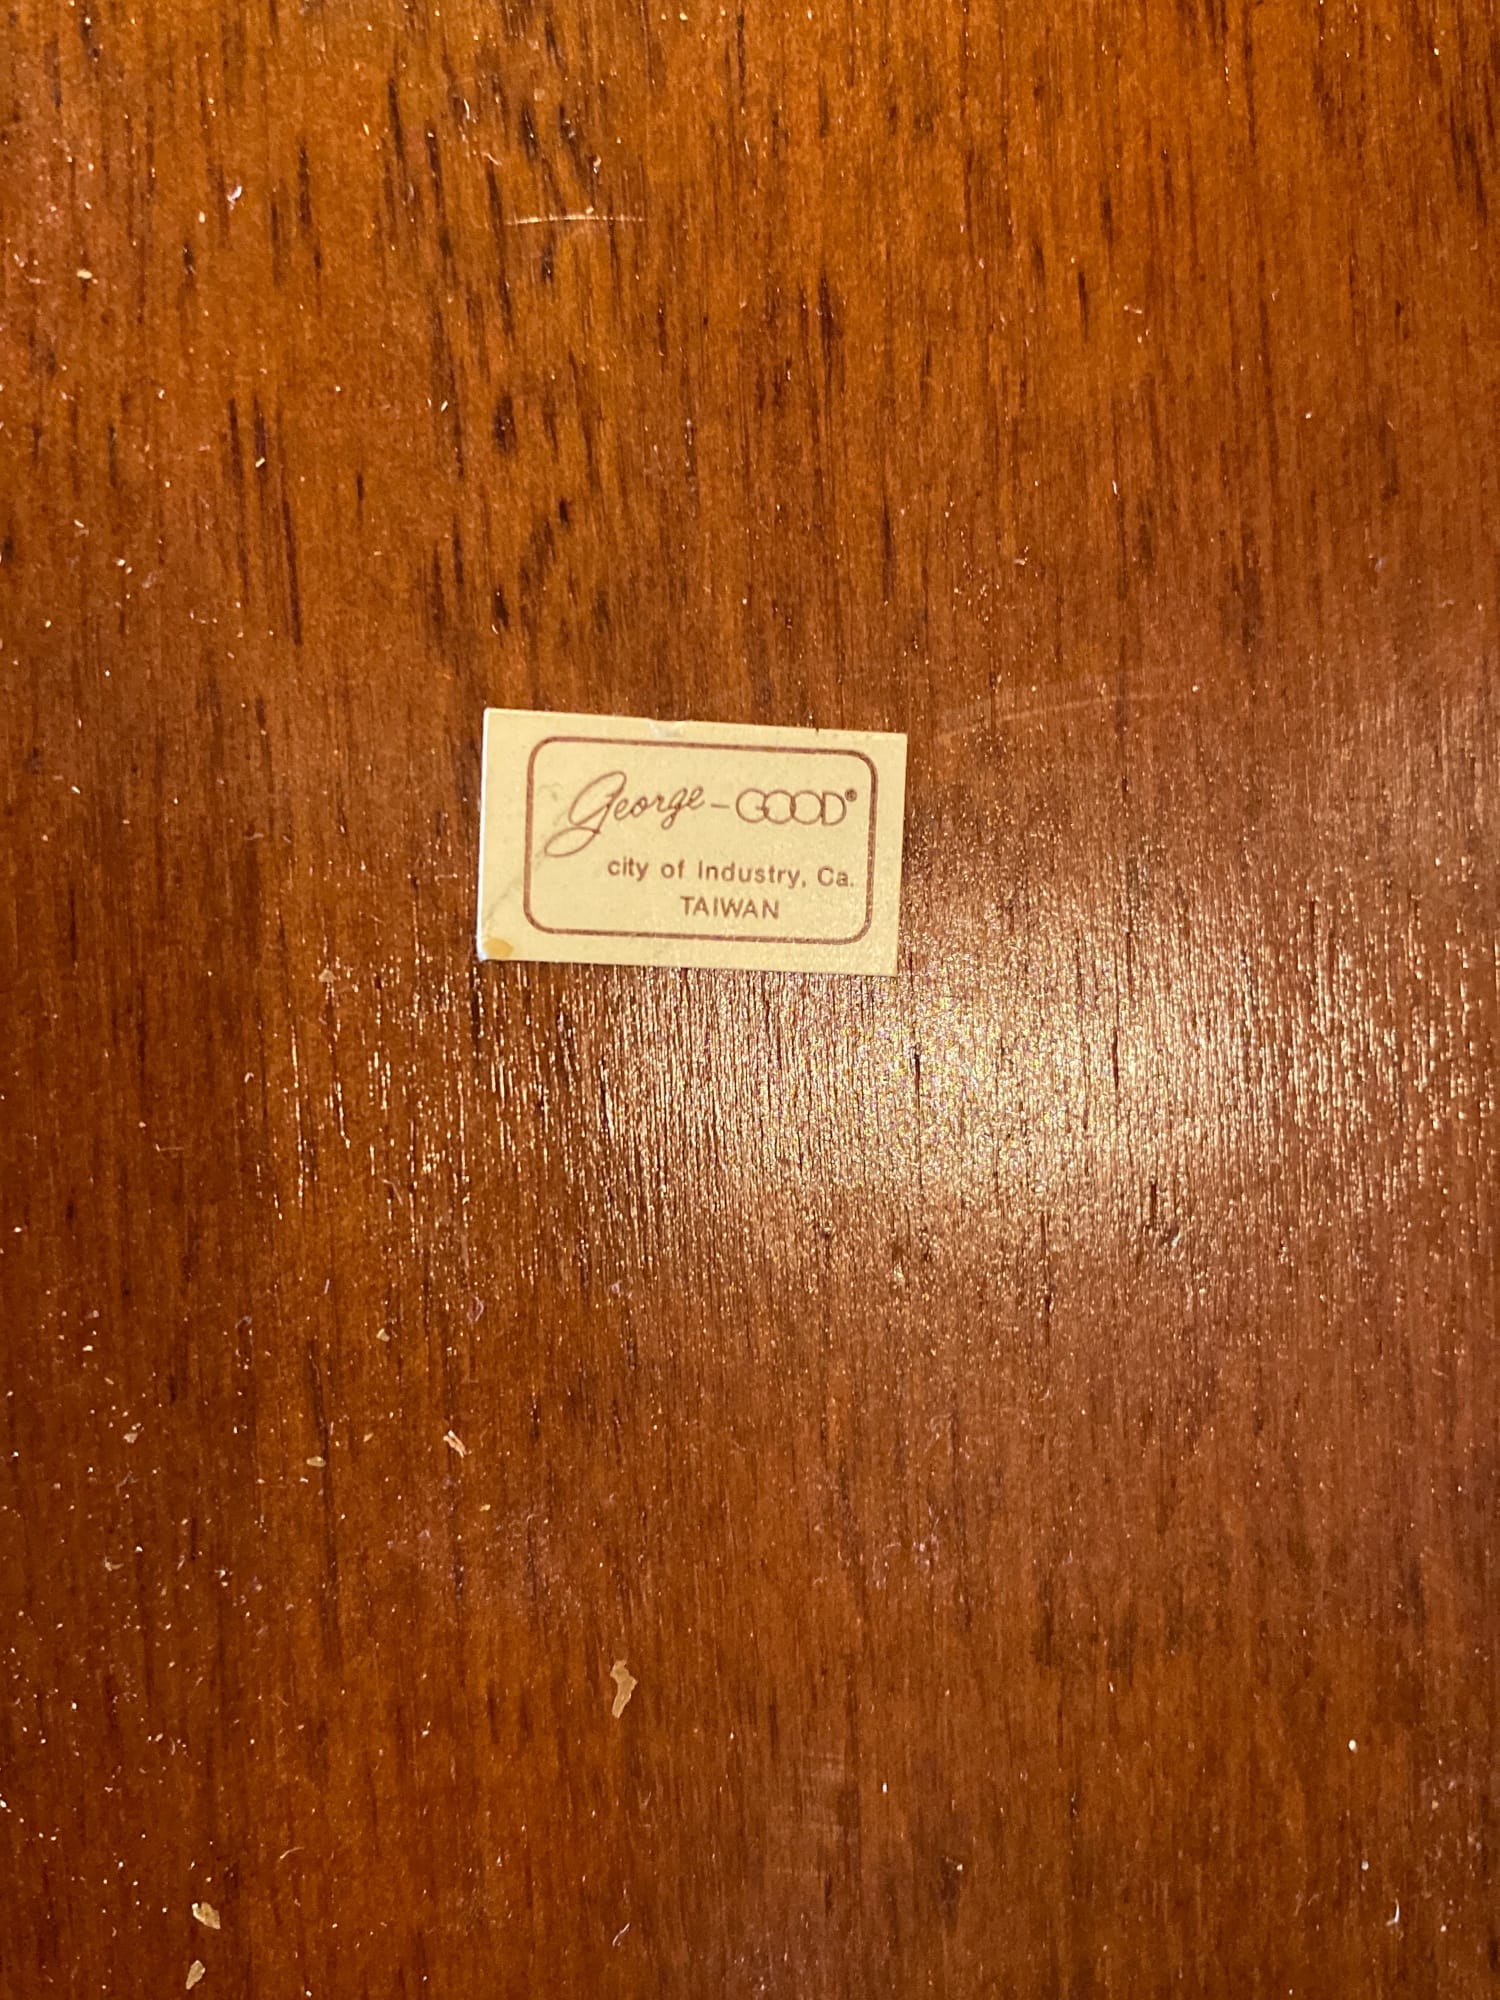 George-GOOD®
city of Industry, Ca.
TAIWAN